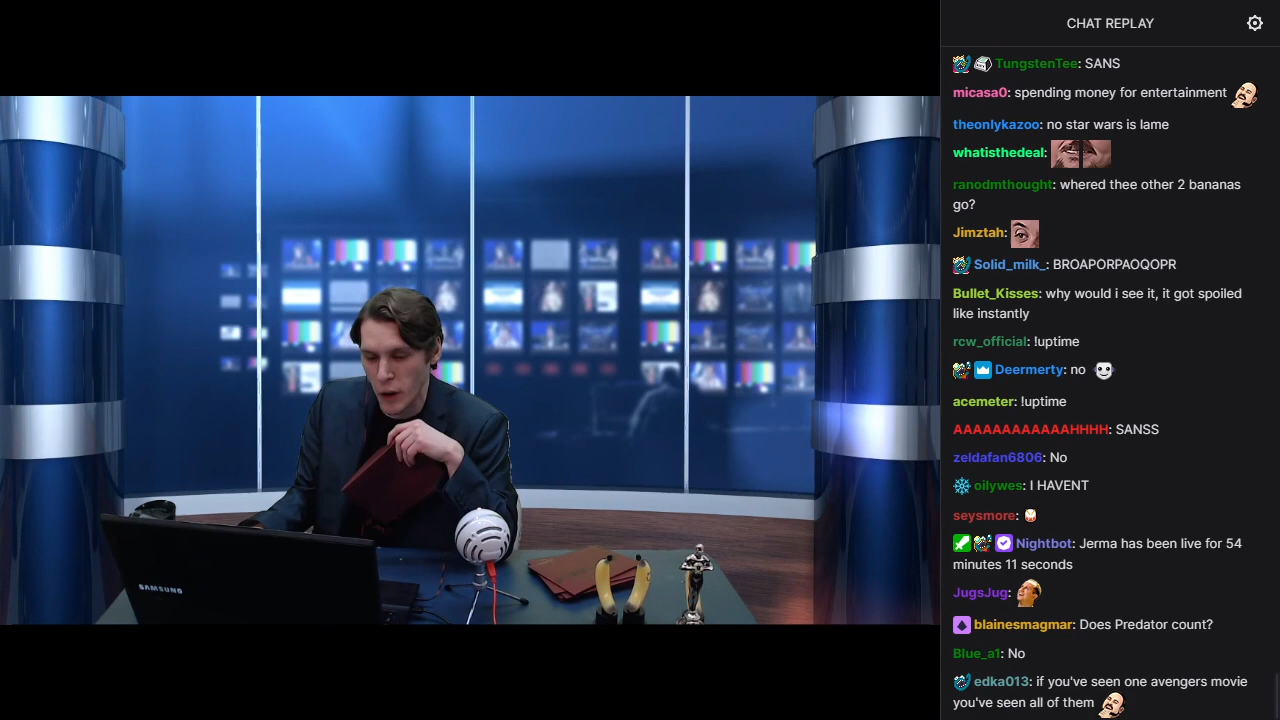 CHAT REPLAY
TungstenTee: SANS
micasa0: spending money for entertainment
theonlykazoo: no star wars is lame
whatisthedeal:
ranodmthought: whered thee other 2 bananas
go?
Jimztah:
Solid_milk_: BROAPORPAOQOPR
Bullet_Kisses: why would i see it, it got spoiled
like instantly
rcw_official: !uptime
Deermerty: no
acemeter: !uptime
AAAAAAAAAAAAHHHH: SANSS
zeldafan6806: No
oilywes: I HAVENT
seysmore:
Nightbot: Jerma has been live for 54
minutes 11 seconds
JugsJug:
blainesmagmar: Does Predator count?
Blue_a1: No
edka013: if you've seen one avengers movie
you've seen all of them
SAMSUNG